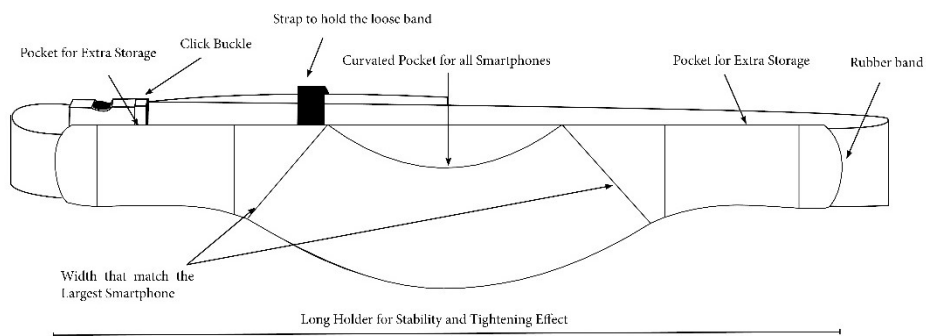 Strap to hold the loose band
Click Buckle
Pocket for Extra Storage
Curvated Pocket for all Smartphones
Pocket for Extra Storage
Rubber band
Width that match the
Largest Smartphone
Long Holder for Stability and Tightening Effect